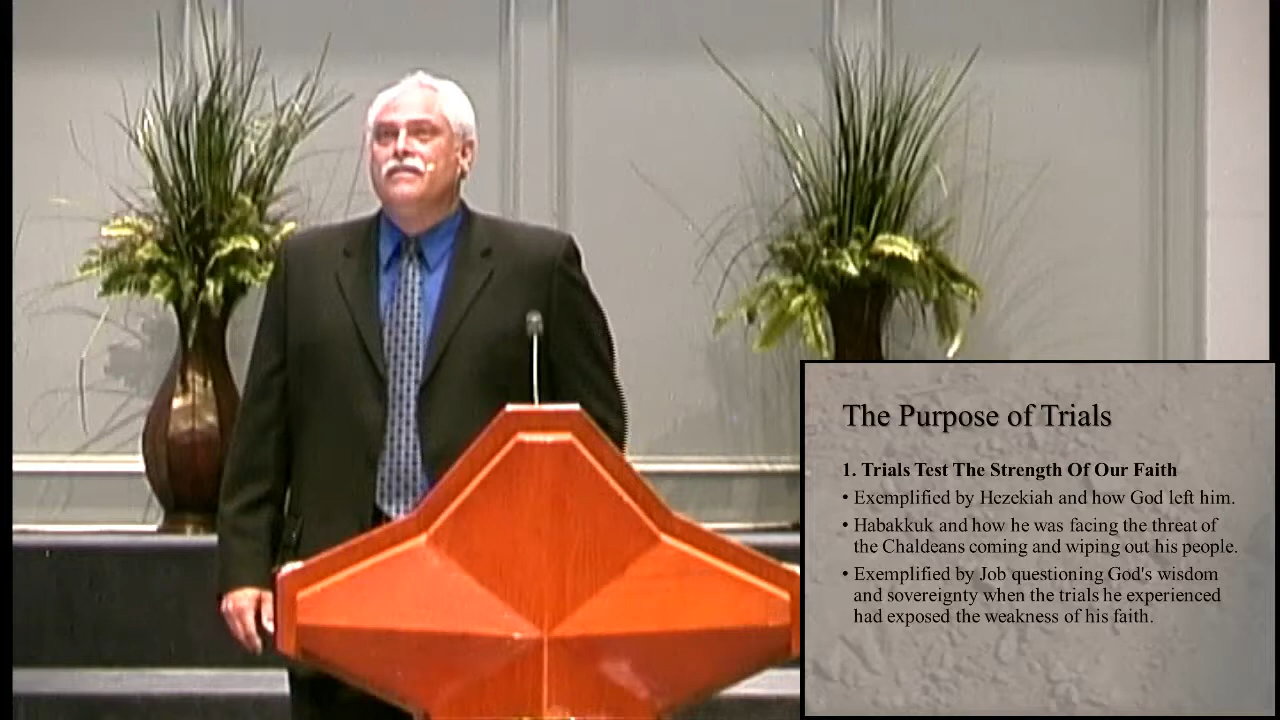 The Purpose of Trials
1. Trials Test The Strength Of Our Faith
• Exemplified by Hezekiah and how God left him.
• Habakkuk and how he was facing the threat of
the Chaldeans coming and wiping out his people.
• Exemplified by Job questioning God's wisdom
and sovereignty when the trials he experienced
had exposed the weakness of his faith.